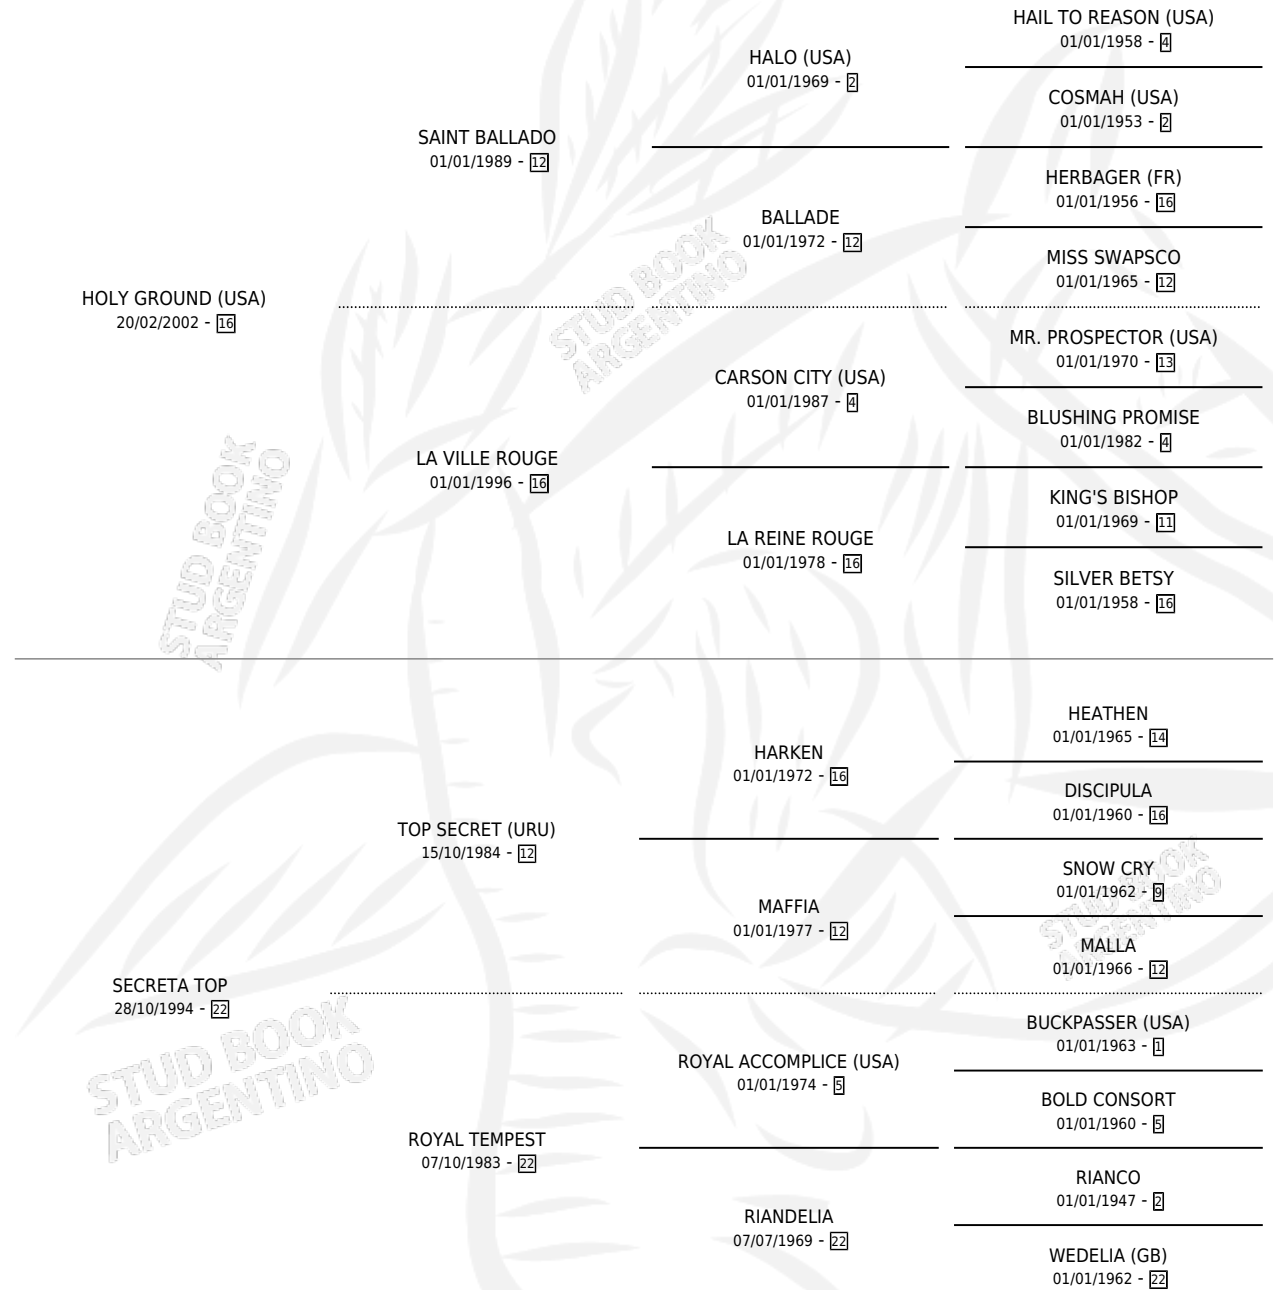 HAIL TO REASON (USA)
01/01/1958 - 4
HALO (USA)
01/01/1969 - 2
COSMAH (USA)
01/01/1953 - 2
SAINT BALLADO
01/01/1989 - 12
HERBAGER (FR)
01/01/1956 - 16
BALLADE
01/01/1972 - 12
MISS SWAPSCO
01/01/1965 - 12
HOLY GROUND (USA)
20/02/2002 - 16
MR. PROSPECTOR (USA)
01/01/1970 - 13
CARSON CITY (USA)
01/01/1987 - 4
BLUSHING PROMISE
01/01/1982 - 4
LA VILLE ROUGE
01/01/1996 - 16
KING'S BISHOP
01/01/1969 - 11
LA REINE ROUGE
01/01/1978 - 16
SILVER BETSY
01/01/1958 - 16
HEATHEN
01/01/1965 - 14
HARKEN
01/01/1972 - 16
DISCIPULA
01/01/1960 - 16
TOP SECRET (URU)
15/10/1984 - 12
SNOW CRY
01/01/1962 - 9
MAFFIA
01/01/1977 - 12
MALLA
01/01/1966 - 12
SECRETA TOP
28/10/1994 - 22
BUCKPASSER (USA)
01/01/1963 - 1
ROYAL ACCOMPLICE (USA)
01/01/1974 - 5
BOLD CONSORT
01/01/1960 - 5
ROYAL TEMPEST
07/10/1983 - 22
RIANCO
01/01/1947 - 2
RIANDELIA
07/07/1969 - 22
WEDELIA (GB)
01/01/1962 - 22
STUD BOOK
ARGENTINO
STUD BOOK
ARGENTINO
STUD BOOK
ARGENTINO
STUD BOOK
ARGENTINO